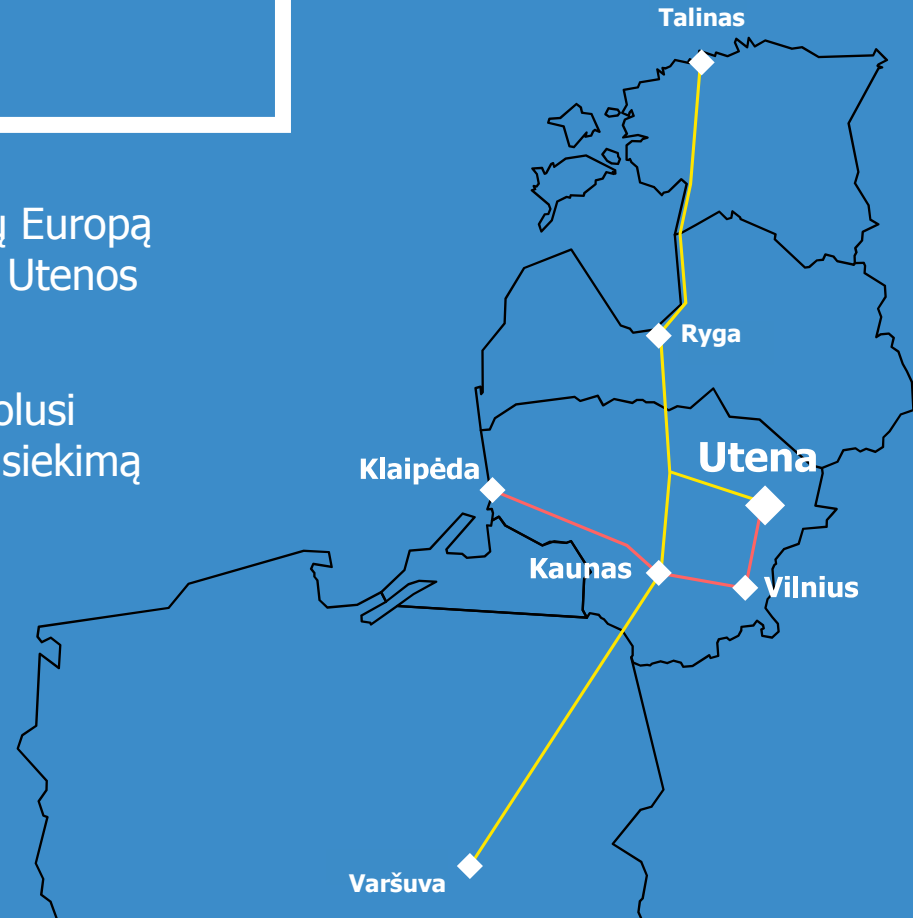 Talinas
ų Europą
Utenos
Ryga
olusi
siekimą
Utena
Klaipėda
Kaunas
Vilnius
Varšuva